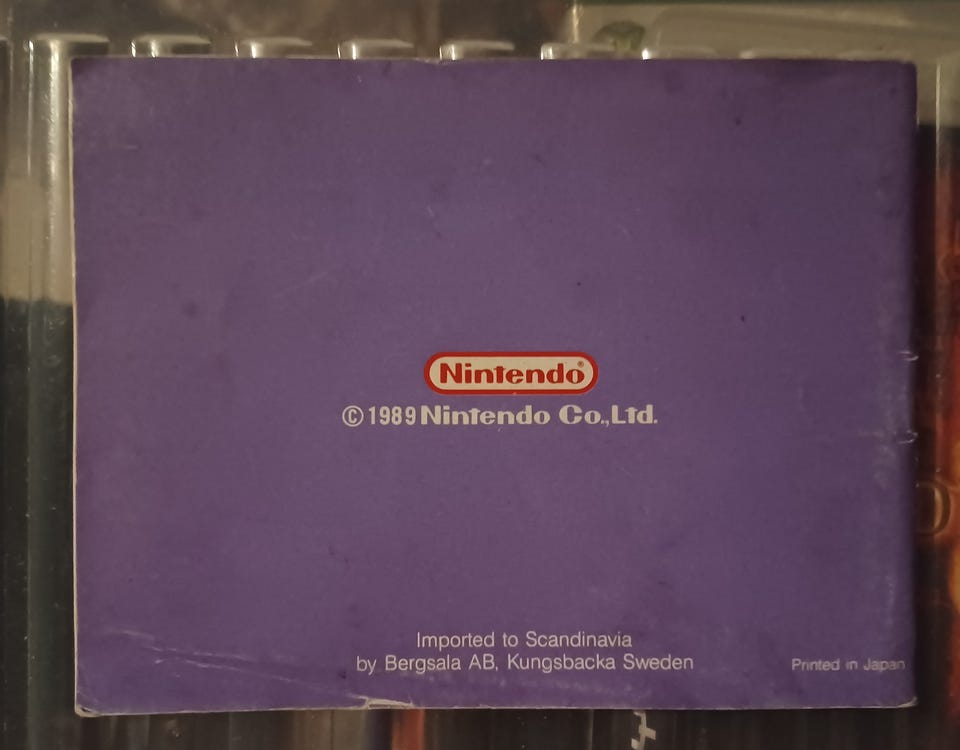 Nintendo®
© 1989 Nintendo Co., Ltd.
Imported to Scandinavia
by Bergsala AB, Kungsbacka Sweden
Printed in Japan